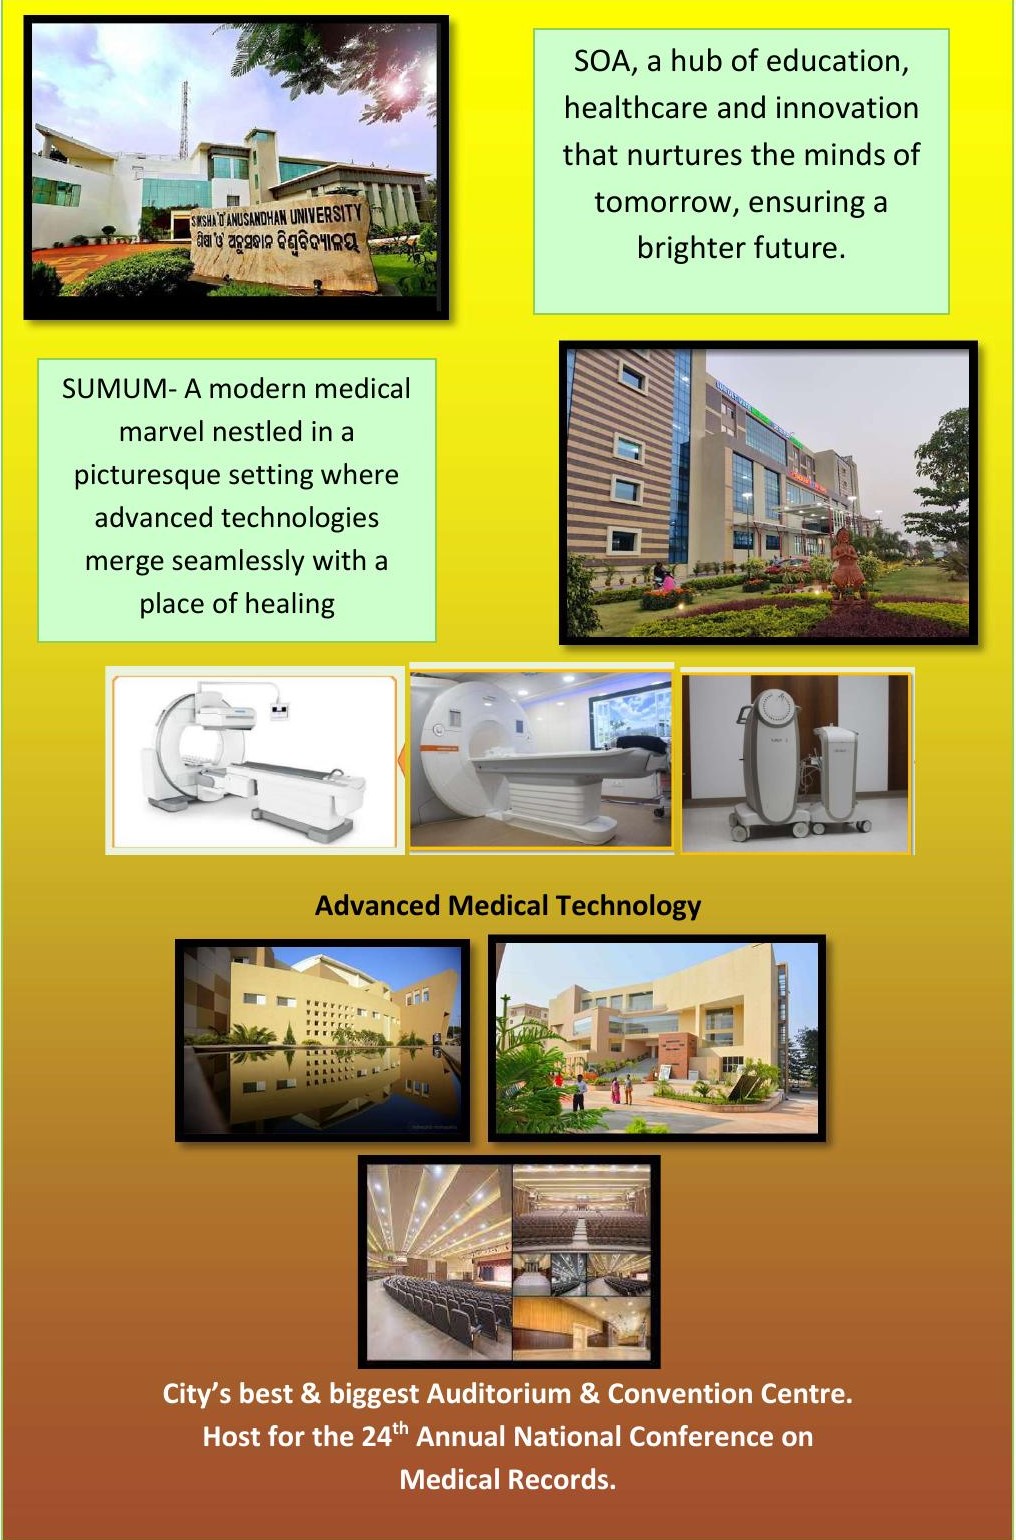 SIKSHA 'O' ANUSANDHAN UNIVERSITY
ଶିକ୍ଷା 'ଓ' ଅନୁସନ୍ଧାନ ବିଶ୍ୱବିଦ୍ୟାଳୟ
SOA, a hub of education,
healthcare and innovation
that nurtures the minds of
tomorrow, ensuring a
brighter future.
SUMUM- A modern medical
marvel nestled in a
picturesque setting where
advanced technologies
merge seamlessly with a
place of healing
Advanced Medical Technology
City’s best & biggest Auditorium & Convention Centre.
Host for the 24th Annual National Conference on
Medical Records.